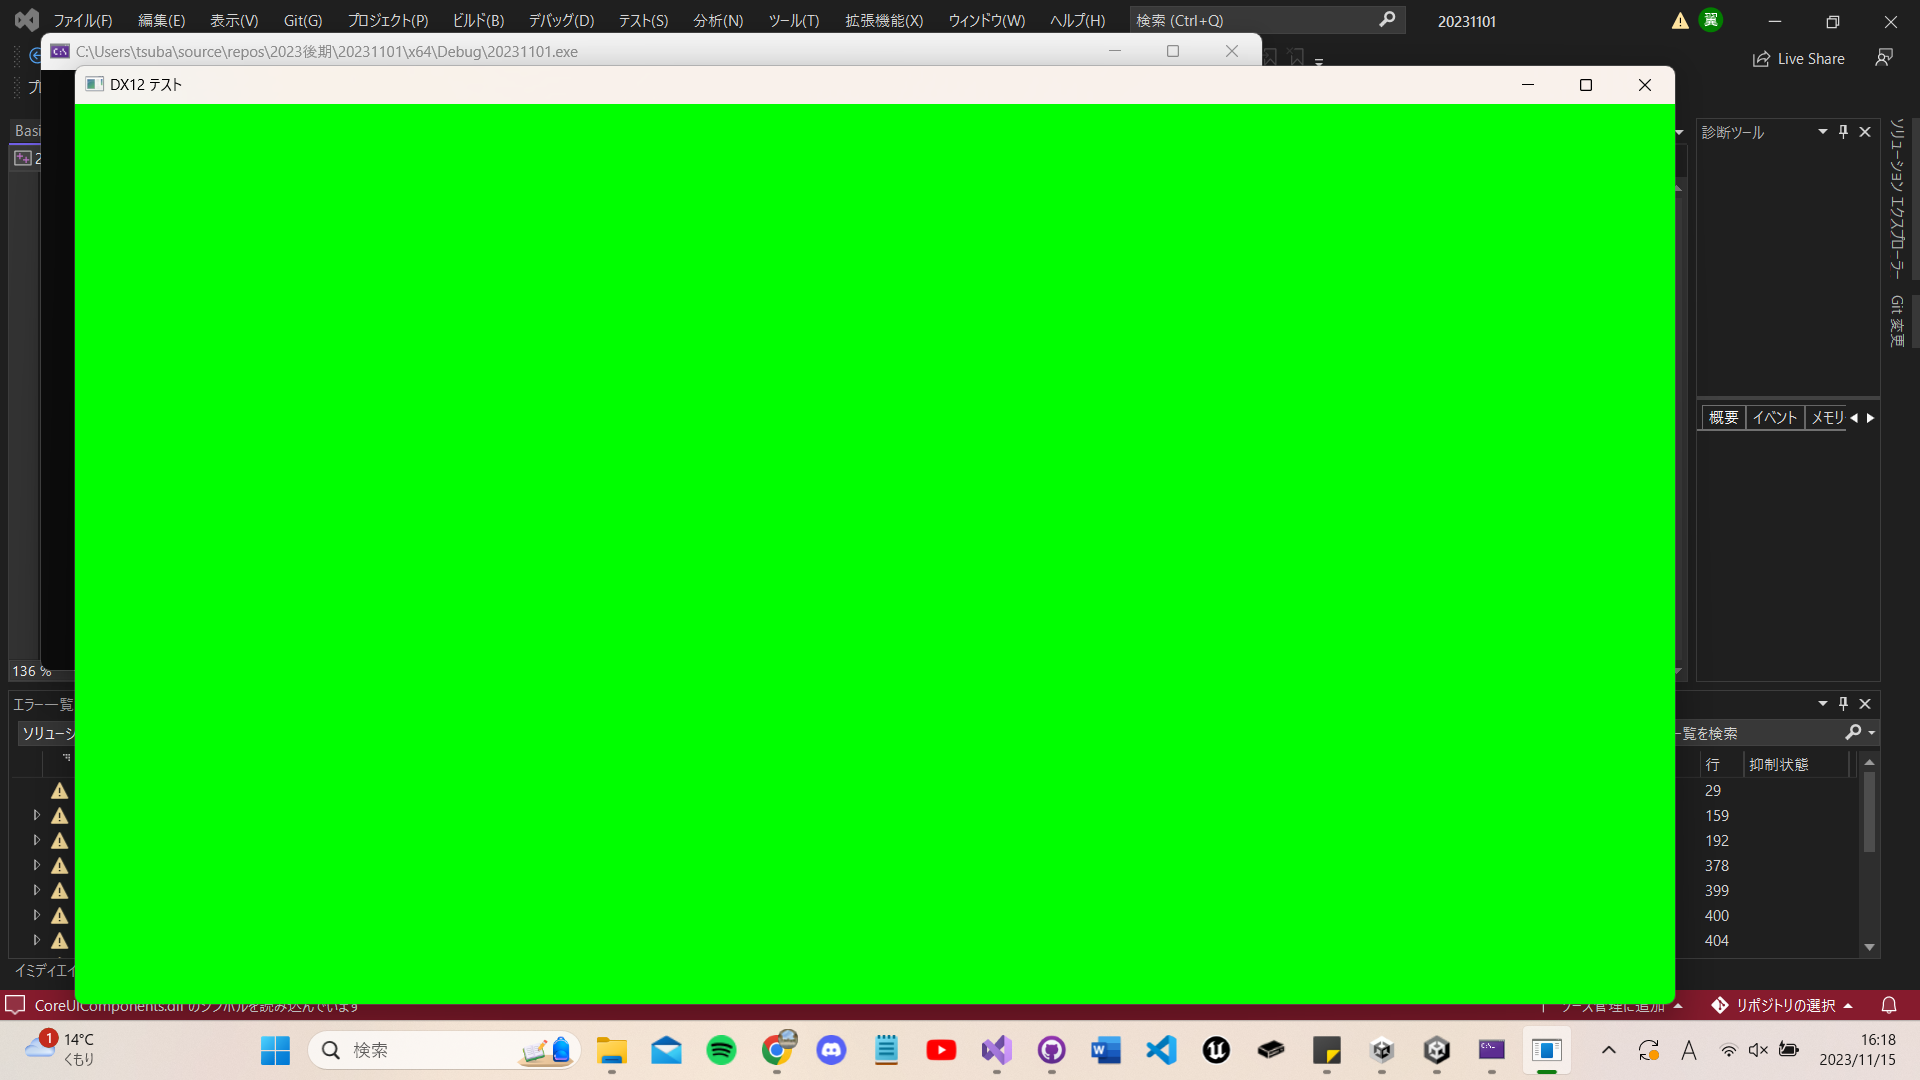 ファイル(F) 編集(E) 表示(V) Git(G) プロジェクト(P) ビルド(B) デバッグ(D) テスト(S) 分析(N) ツール(T) 拡張機能(X) ウィンドウ(W) ヘルプ(H) 検索 (Ctrl+Q) 20231101 翼
C:\Users\tsuba\source\repos\2023後期\20231101\x64\Debug\20231101.exe
Live Share
DX12 テスト
プ
Basi
診断ツール
2
ソリューション エクスプローラー
Git 変更
概要 イベント メモリ
136 %
エラー一覧
ソリューシ
一覧を検索
行 抑制状態
29
159
192
378
399
400
404
イミディエイ
CoreUIComponents.dll のシンボルを読み込んでいます
ソース管理に追加 リポジトリの選択
1 14°C
くもり
検索
A
16:18
2023/11/15